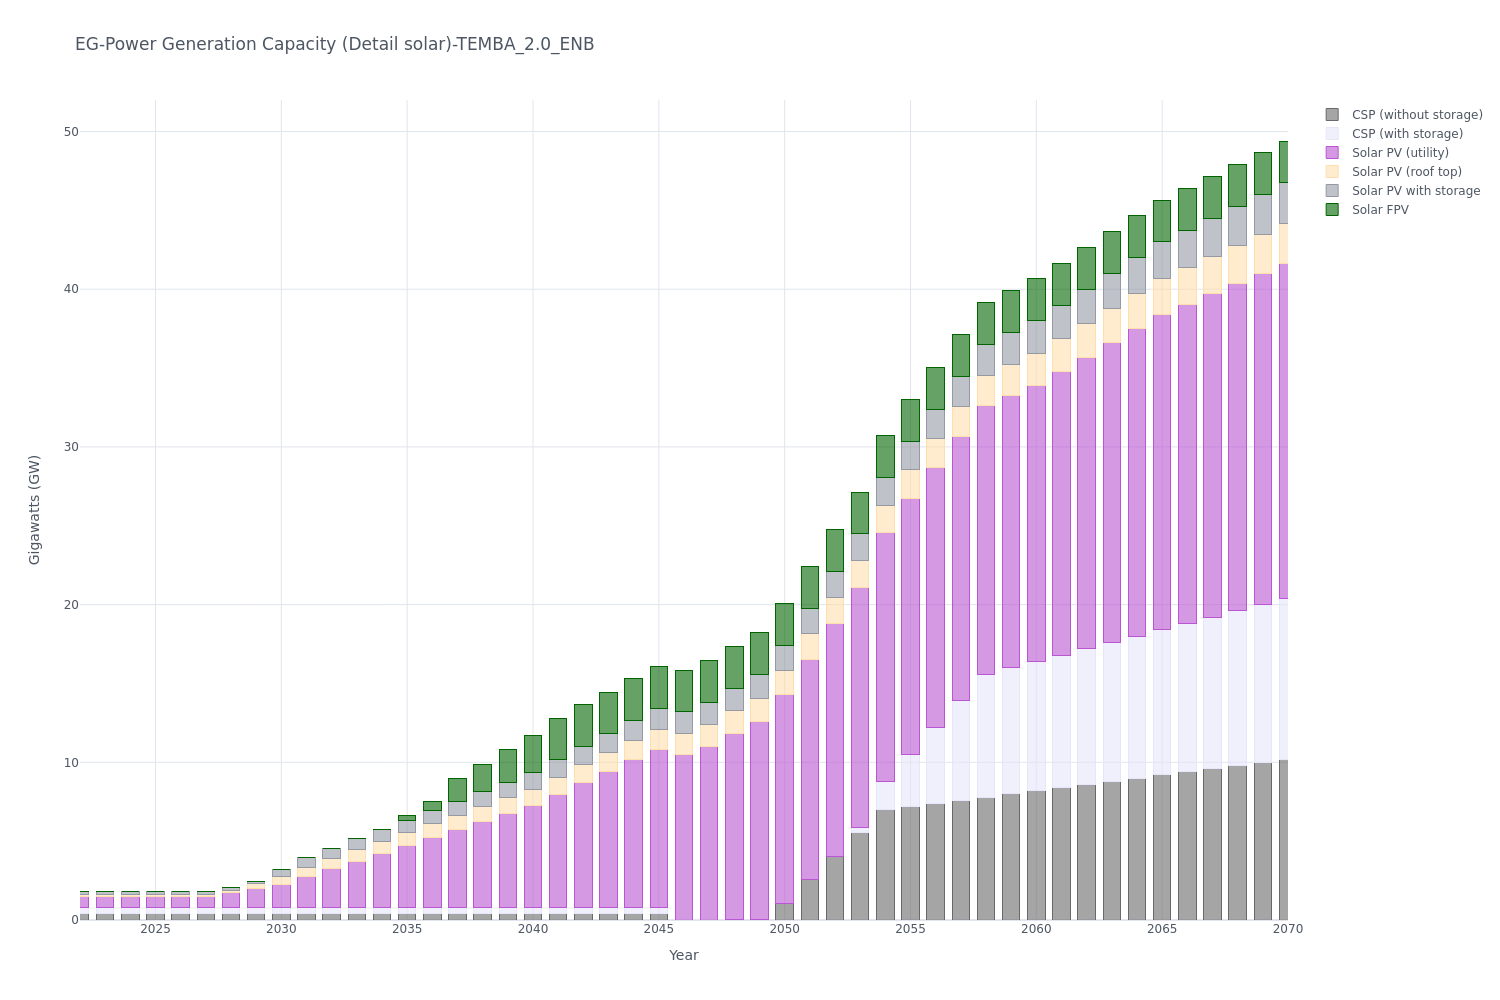 EG-Power Generation Capacity (Detail solar)-TEMBA_2.0_ENB
CSP (without storage)
CSP (with storage)
Solar PV (utility)
Solar PV (roof top)
Solar PV with storage
Solar FPV
Gigawatts (GW)
50
40
30
20
10
0
2025 2030 2035 2040 2045 2050 2055 2060 2065 2070
Year